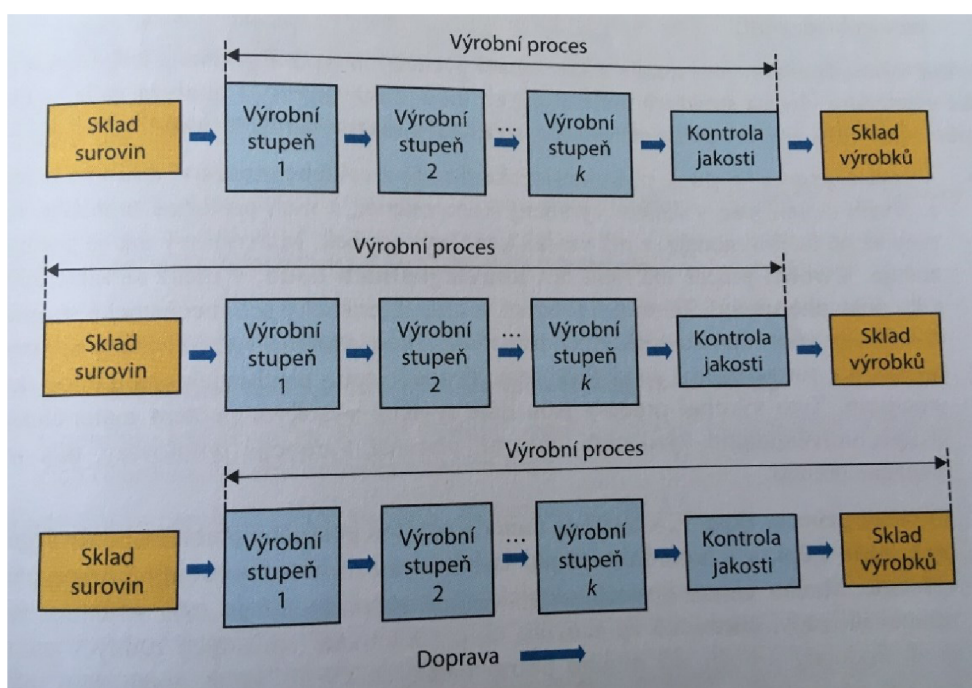 Výrobní proces
Sklad
surovin
Výrobní
stupeň
1
Výrobní
stupeň
2
...
Výrobní
stupeň
k
Kontrola
jakosti
Sklad
výrobků
Výrobní proces
Sklad
surovin
Výrobní
stupeň
1
Výrobní
stupeň
2
...
Výrobní
stupeň
k
Kontrola
jakosti
Sklad
výrobků
Výrobní proces
Sklad
surovin
Výrobní
stupeň
1
Výrobní
stupeň
2
...
Výrobní
stupeň
k
Kontrola
jakosti
Sklad
výrobků
Doprava